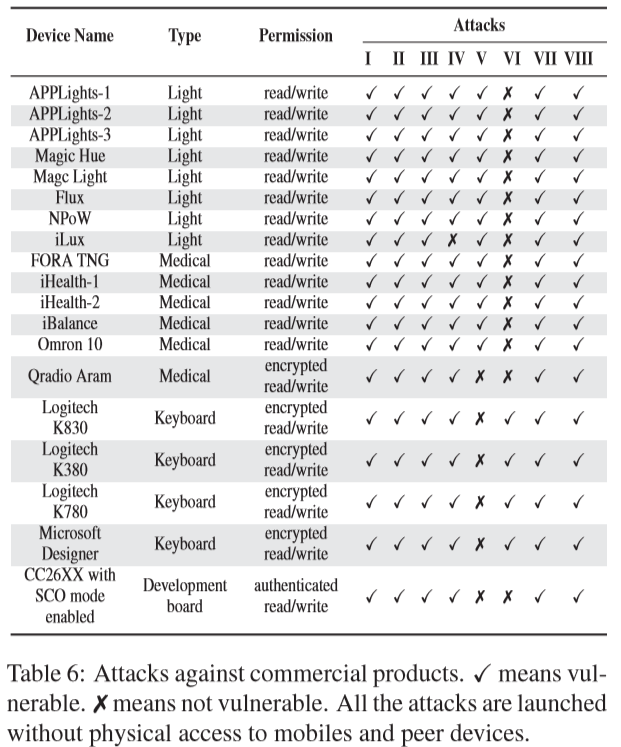 Device Name Type Permission Attacks
I II III IV V VI VII VIII
APPLights-1 Light read/write ✓ ✓ ✓ ✓ ✓ ✗ ✓ ✓
APPLights-2 Light read/write ✓ ✓ ✓ ✓ ✓ ✗ ✓ ✓
APPLights-3 Light read/write ✓ ✓ ✓ ✓ ✓ ✗ ✓ ✓
Magic Hue Light read/write ✓ ✓ ✓ ✓ ✓ ✗ ✓ ✓
Magc Light Light read/write ✓ ✓ ✓ ✓ ✓ ✗ ✓ ✓
Flux Light read/write ✓ ✓ ✓ ✓ ✓ ✗ ✓ ✓
NPoW Light read/write ✓ ✓ ✓ ✓ ✓ ✗ ✓ ✓
iLux Light read/write ✓ ✓ ✓ ✗ ✓ ✗ ✓ ✓
FORA TNG Medical read/write ✓ ✓ ✓ ✓ ✓ ✗ ✓ ✓
iHealth-1 Medical read/write ✓ ✓ ✓ ✓ ✓ ✗ ✓ ✓
iHealth-2 Medical read/write ✓ ✓ ✓ ✓ ✓ ✗ ✓ ✓
iBalance Medical read/write ✓ ✓ ✓ ✓ ✓ ✗ ✓ ✓
Omron 10 Medical read/write ✓ ✓ ✓ ✓ ✓ ✗ ✓ ✓
Qradio Aram Medical encrypted
read/write ✓ ✓ ✓ ✓ ✗ ✗ ✓ ✓
Logitech
K830 Keyboard encrypted
read/write ✓ ✓ ✓ ✓ ✗ ✓ ✓ ✓
Logitech
K380 Keyboard encrypted
read/write ✓ ✓ ✓ ✓ ✗ ✓ ✓ ✓
Logitech
K780 Keyboard encrypted
read/write ✓ ✓ ✓ ✓ ✗ ✓ ✓ ✓
Microsoft
Designer Keyboard encrypted
read/write ✓ ✓ ✓ ✓ ✗ ✓ ✓ ✓
CC26XX with
SCO mode
enabled Development
board authenticated
read/write ✓ ✓ ✓ ✓ ✗ ✗ ✓ ✓
Table 6: Attacks against commercial products. ✓ means vul-
nerable. ✗ means not vulnerable. All the attacks are launched
without physical access to mobiles and peer devices.